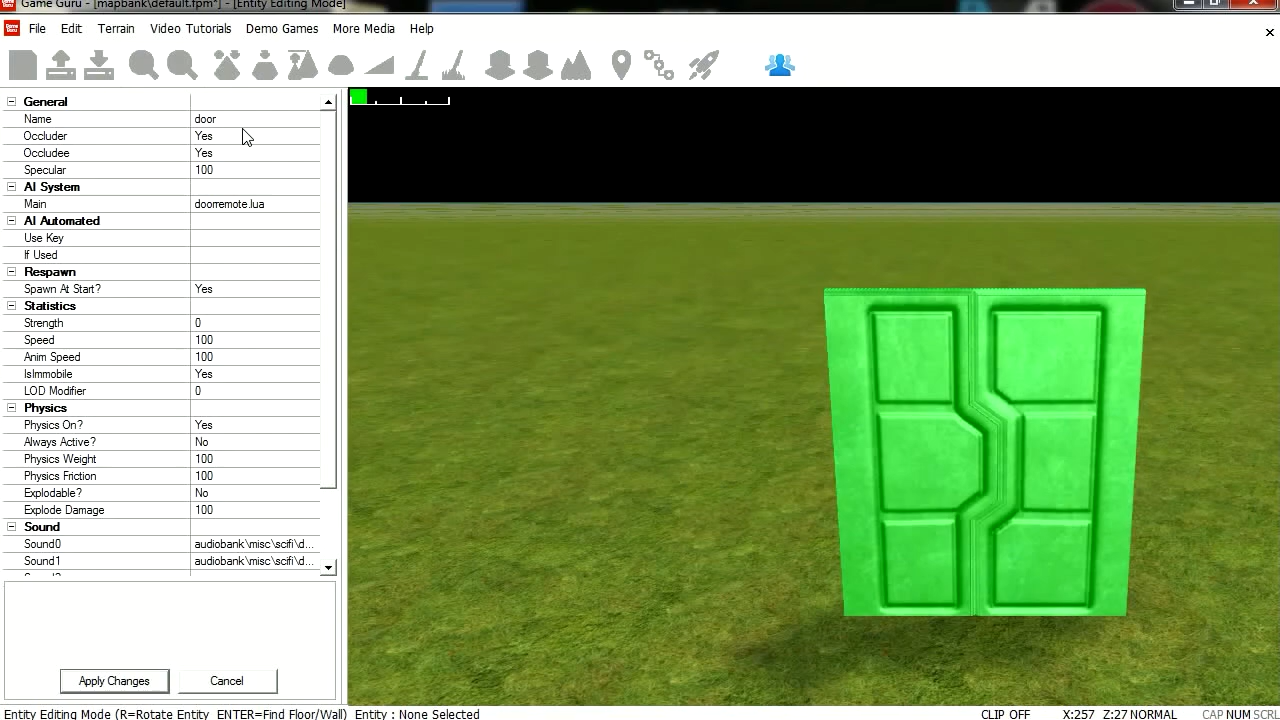 Game Guru - [mapbank\default.fpm*] - [Entity Editing Mode]
File Edit Terrain Video Tutorials Demo Games More Media Help
General
Name door
Occluder Yes
Occludee Yes
Specular 100
AI System
Main doorremote.lua
AI Automated
Use Key
If Used
Respawn
Spawn At Start? Yes
Statistics
Strength 0
Speed 100
Anim Speed 100
IsImmobile Yes
LOD Modifier 0
Physics
Physics On? Yes
Always Active? No
Physics Weight 100
Physics Friction 100
Explodable? No
Explode Damage 100
Sound
Sound0 audiobank\misc\scifi\d...
Sound1 audiobank\misc\scifi\d...
Apply Changes Cancel
Entity Editing Mode (R=Rotate Entity ENTER=Find Floor/Wall) Entity : None Selected CLIP OFF X:257 Z:27 NORMAL CAP NUM SCRL